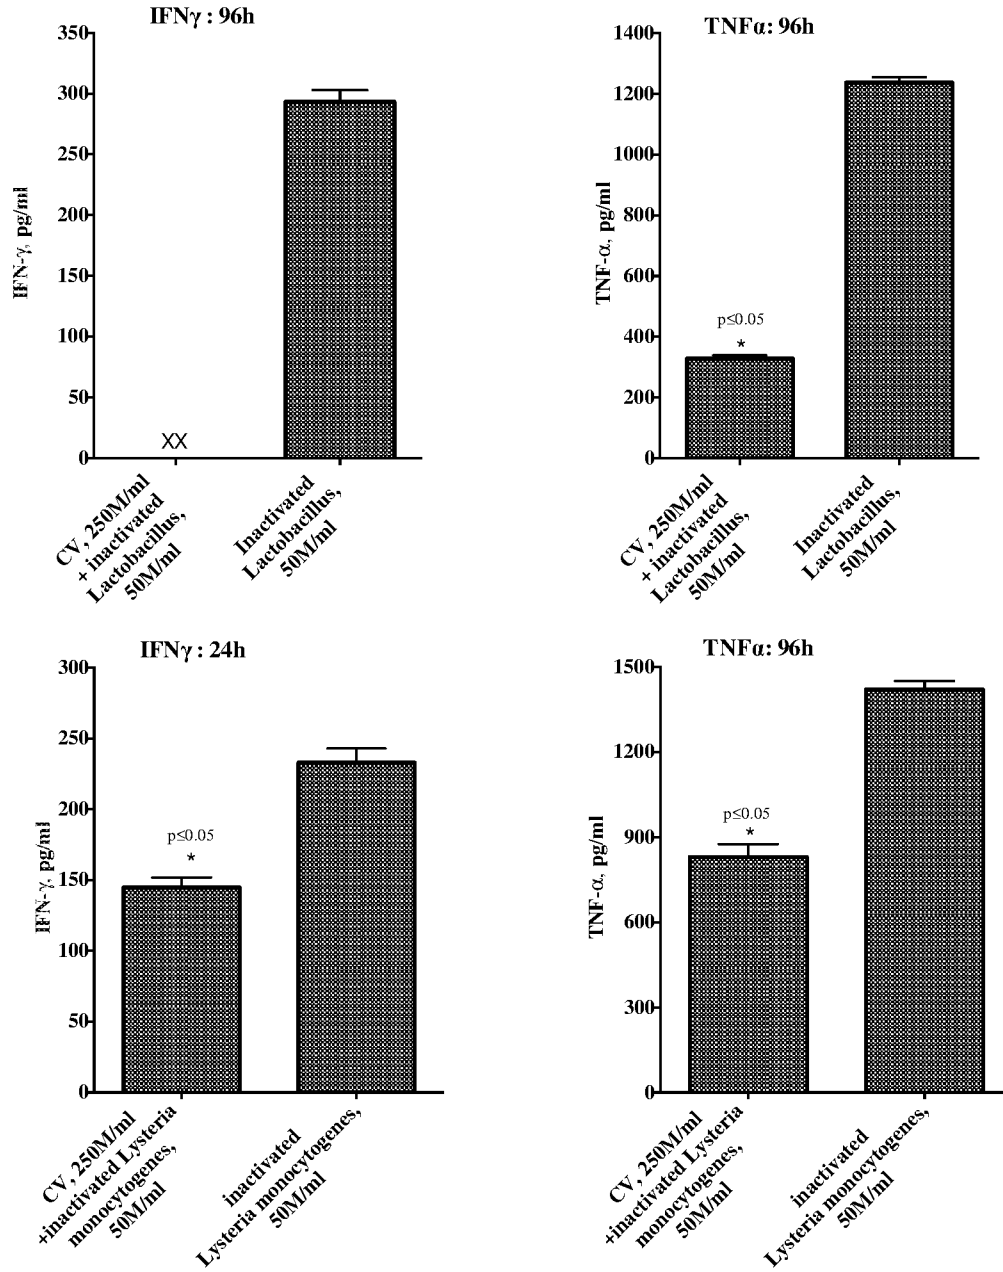 IFNγ : 96h
350
300
250
200
150
100
50
0
IFN-γ, pg/ml
XX
CV, 250M/ml
+ inactivated
Lactobacillus,
50M/ml
Inactivated
Lactobacillus,
50M/ml
TNFα: 96h
1400
1200
1000
800
600
400
200
0
TNF-α, pg/ml
p≤0.05
*
CV, 250M/ml
+ inactivated
Lactobacillus,
50M/ml
Inactivated
Lactobacillus,
50M/ml
IFNγ : 24h
300
250
200
150
100
50
0
IFN-γ, pg/ml
p≤0.05
*
CV, 250M/ml
+inactivated Lysteria
monocytogenes,
50M/ml
inactivated
Lysteria monocytogenes,
50M/ml
TNFα: 96h
1500
1200
900
600
300
0
TNF-α, pg/ml
p≤0.05
*
CV, 250M/ml
+inactivated Lysteria
monocytogenes,
50M/ml
inactivated
Lysteria monocytogenes,
50M/ml